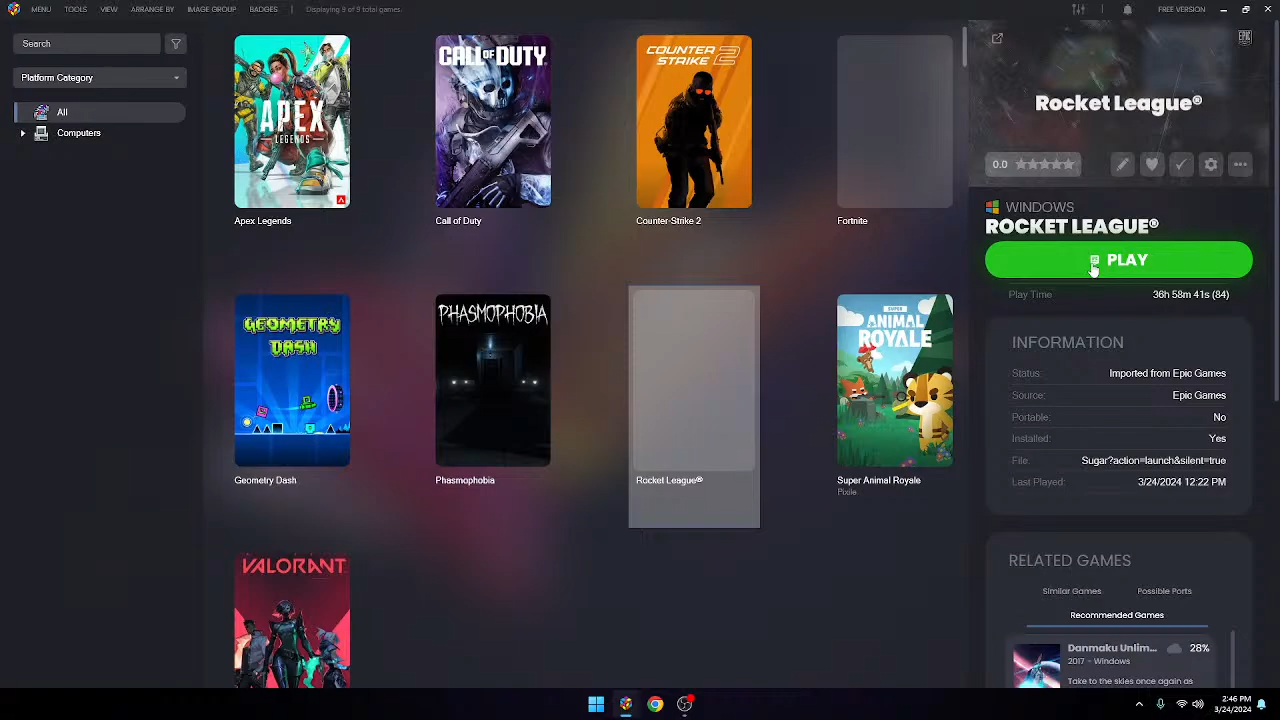 MENU TOOLS VIEW ARRANGE BY IMAGE GROUP BADGES | Displaying 9 of 9 total games. FREE VERSION
Search
Platform Category
All
Computers
APEX
LEGENDS
Apex Legends
CALL OF DUTY
Call of Duty
COUNTER
STRIKE 2
Counter-Strike 2
Fortnite
GEOMETRY
DASH
Geometry Dash
PHASMOPHOBIA
Phasmophobia
Rocket League®
SUPER
ANIMAL
ROYALE
Super Animal Royale
Pixile
VALORANT
Rocket League®
0.0
WINDOWS
ROCKET LEAGUE®
PLAY
Play Time 36h 58m 41s (84)
INFORMATION
Status: Imported from Epic Games
Source: Epic Games
Portable: No
Installed: Yes
File: Sugar?action=launch&silent=true
Last Played: 3/24/2024 12:22 PM
RELATED GAMES
Similar Games Possible Ports
Recommended Games
Danmaku Unlim... 28%
2017 ~ Windows
Take to the skies once again as
2:46 PM
3/24/2024